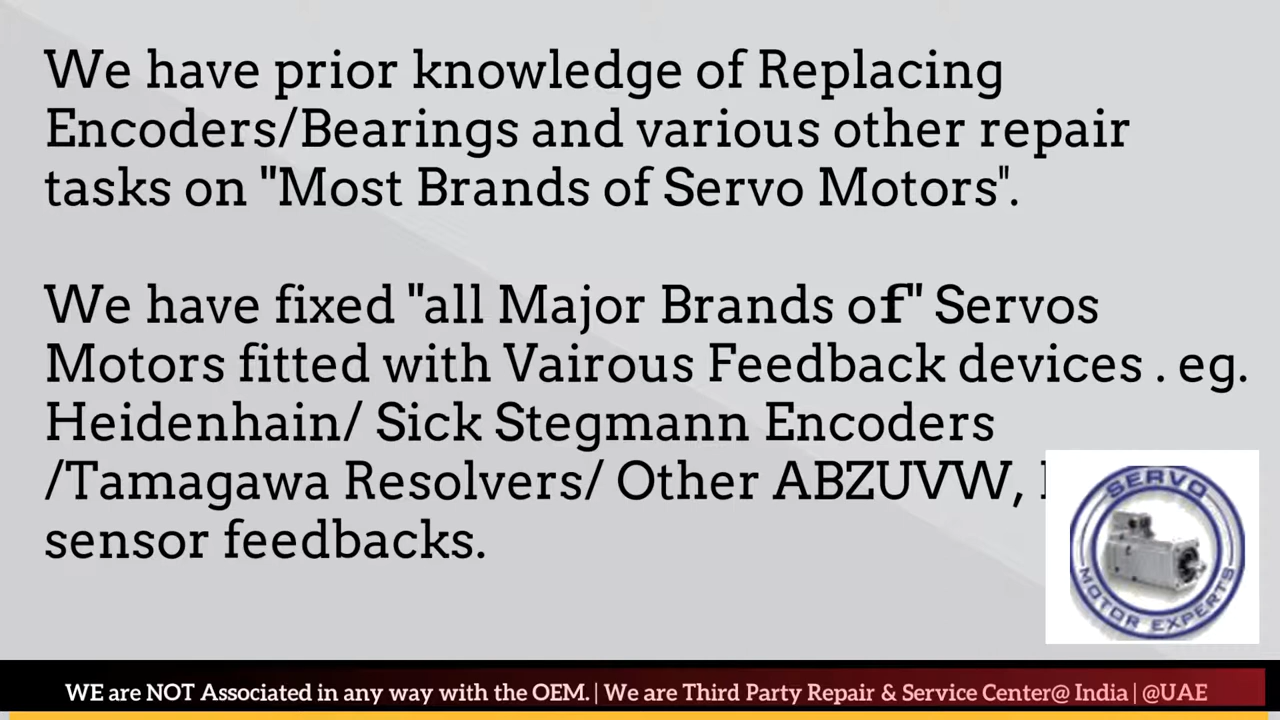 We have prior knowledge of Replacing
Encoders/Bearings and various other repair
tasks on "Most Brands of Servo Motors".
We have fixed "all Major Brands of" Servos
Motors fitted with Vairous Feedback devices . eg.
Heidenhain/ Sick Stegmann Encoders
/Tamagawa Resolvers/ Other ABZUVW,
sensor feedbacks.
SERVO
MOTOR EXPERTS
WE are NOT Associated in any way with the OEM. | We are Third Party Repair & Service Center@ India | @UAE